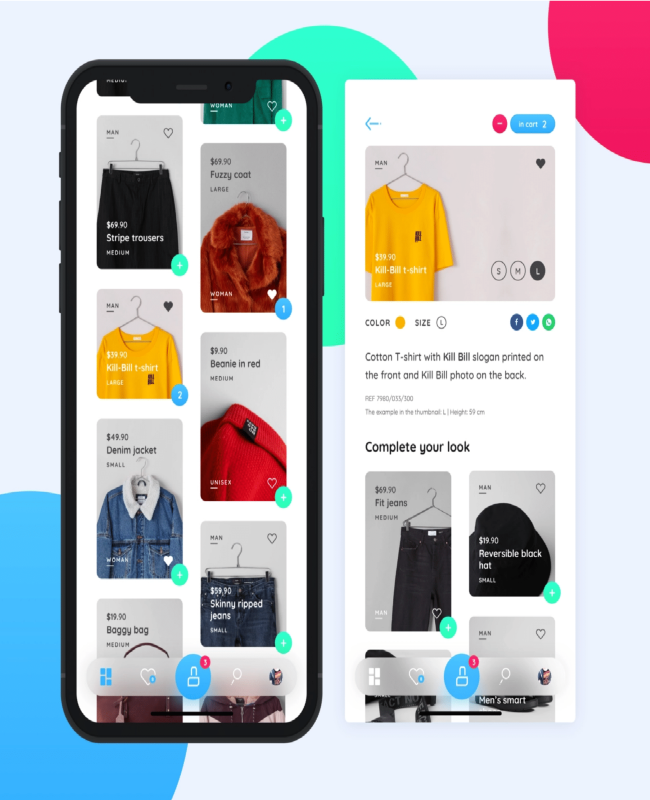 MEDIUM
WOMAN
MAN
$69.90
Stripe trousers
MEDIUM
$69.90
Fuzzy coat
LARGE
WOMAN
1
MAN
$39.90
Kill-Bill t-shirt
LARGE
2
$9.90
Beanie in red
MEDIUM
UNISEX
$49.90
Denim jacket
SMALL
WOMAN
MAN
$59.90
Skinny ripped
jeans
SMALL
$19.90
Baggy bag
MEDIUM
3
in cart 2
MAN
$39.90
Kill-Bill t-shirt
LARGE
S M L
COLOR SIZE L
Cotton T-shirt with Kill Bill slogan printed on
the front and Kill Bill photo on the back.
REF 7980/033/300
The example in the thumbnail: L | Height: 59 cm
Complete your look
$69.90
Fit jeans
MEDIUM
MAN
MAN
$19.90
Reversible black
hat
SMALL
MAN
SMALL
Men's smart
3